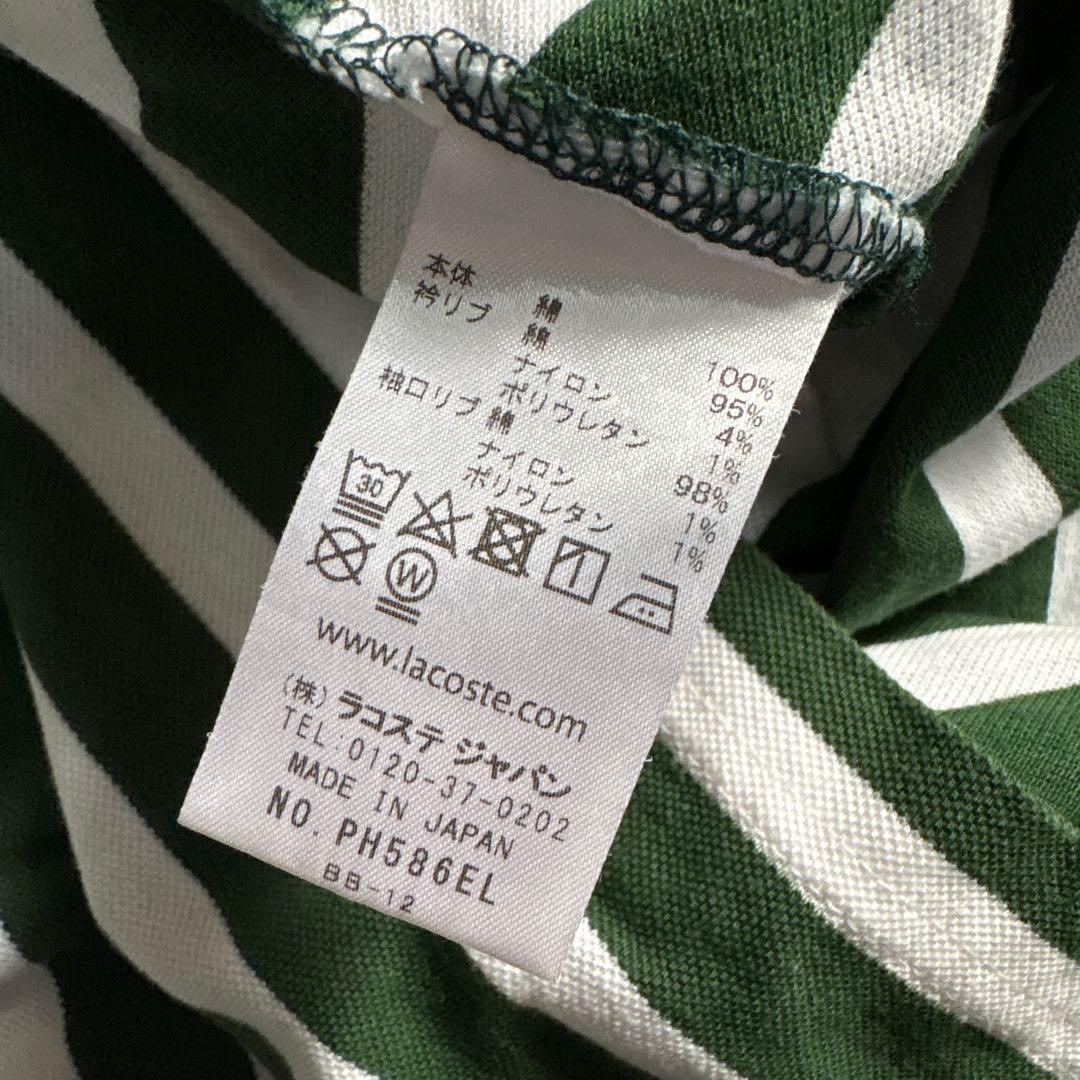 本体 綿 100%
衿リブ 綿 95%
ナイロン 4%
ポリウレタン 1%
袖口リブ 綿 98%
ナイロン 1%
ポリウレタン 1%
30
W
www.lacoste.com
(株) ラコステ ジャパン
TEL:0120-37-0202
MADE IN JAPAN
NO. PH586EL
BB-12